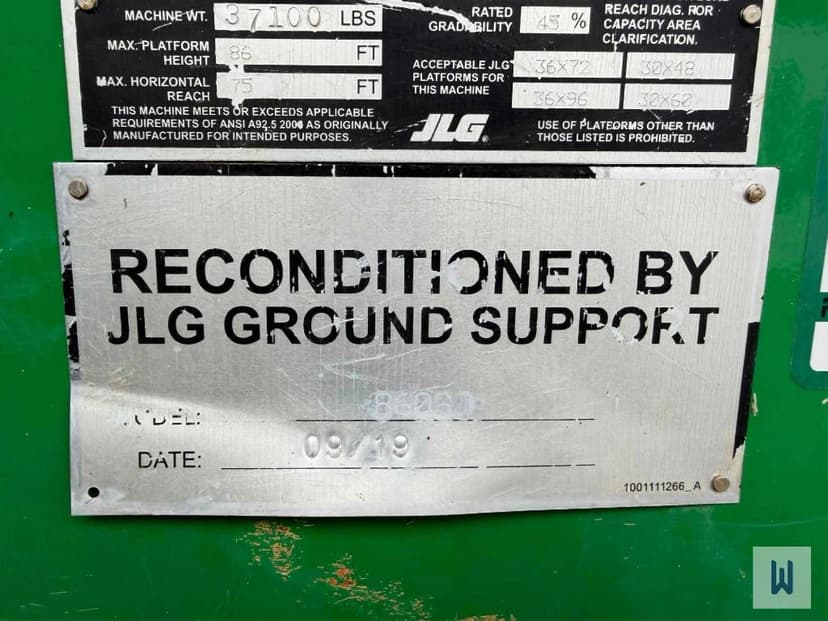 MACHINE WT. 37100 LBS
MAX. PLATFORM
HEIGHT 86 FT
MAX. HORIZONTAL
REACH 75 FT
THIS MACHINE MEETS OR EXCEEDS APPLICABLE
REQUIREMENTS OF ANSI A92.5 2006 AS ORIGINALLY
MANUFACTURED FOR INTENDED PURPOSES.
RATED
GRADABILITY 45 %
REACH DIAG. FOR
CAPACITY AREA
CLARIFICATION.
ACCEPTABLE JLG
PLATFORMS FOR
THIS MACHINE
36X72 30X48
36X96 30X60
JLG
USE OF PLATFORMS OTHER THAN
THOSE LISTED IS PROHIBITED.
RECONDITIONED BY
JLG GROUND SUPPORT
MODEL: 860SJ
DATE: 09/19
1001111266_A
W